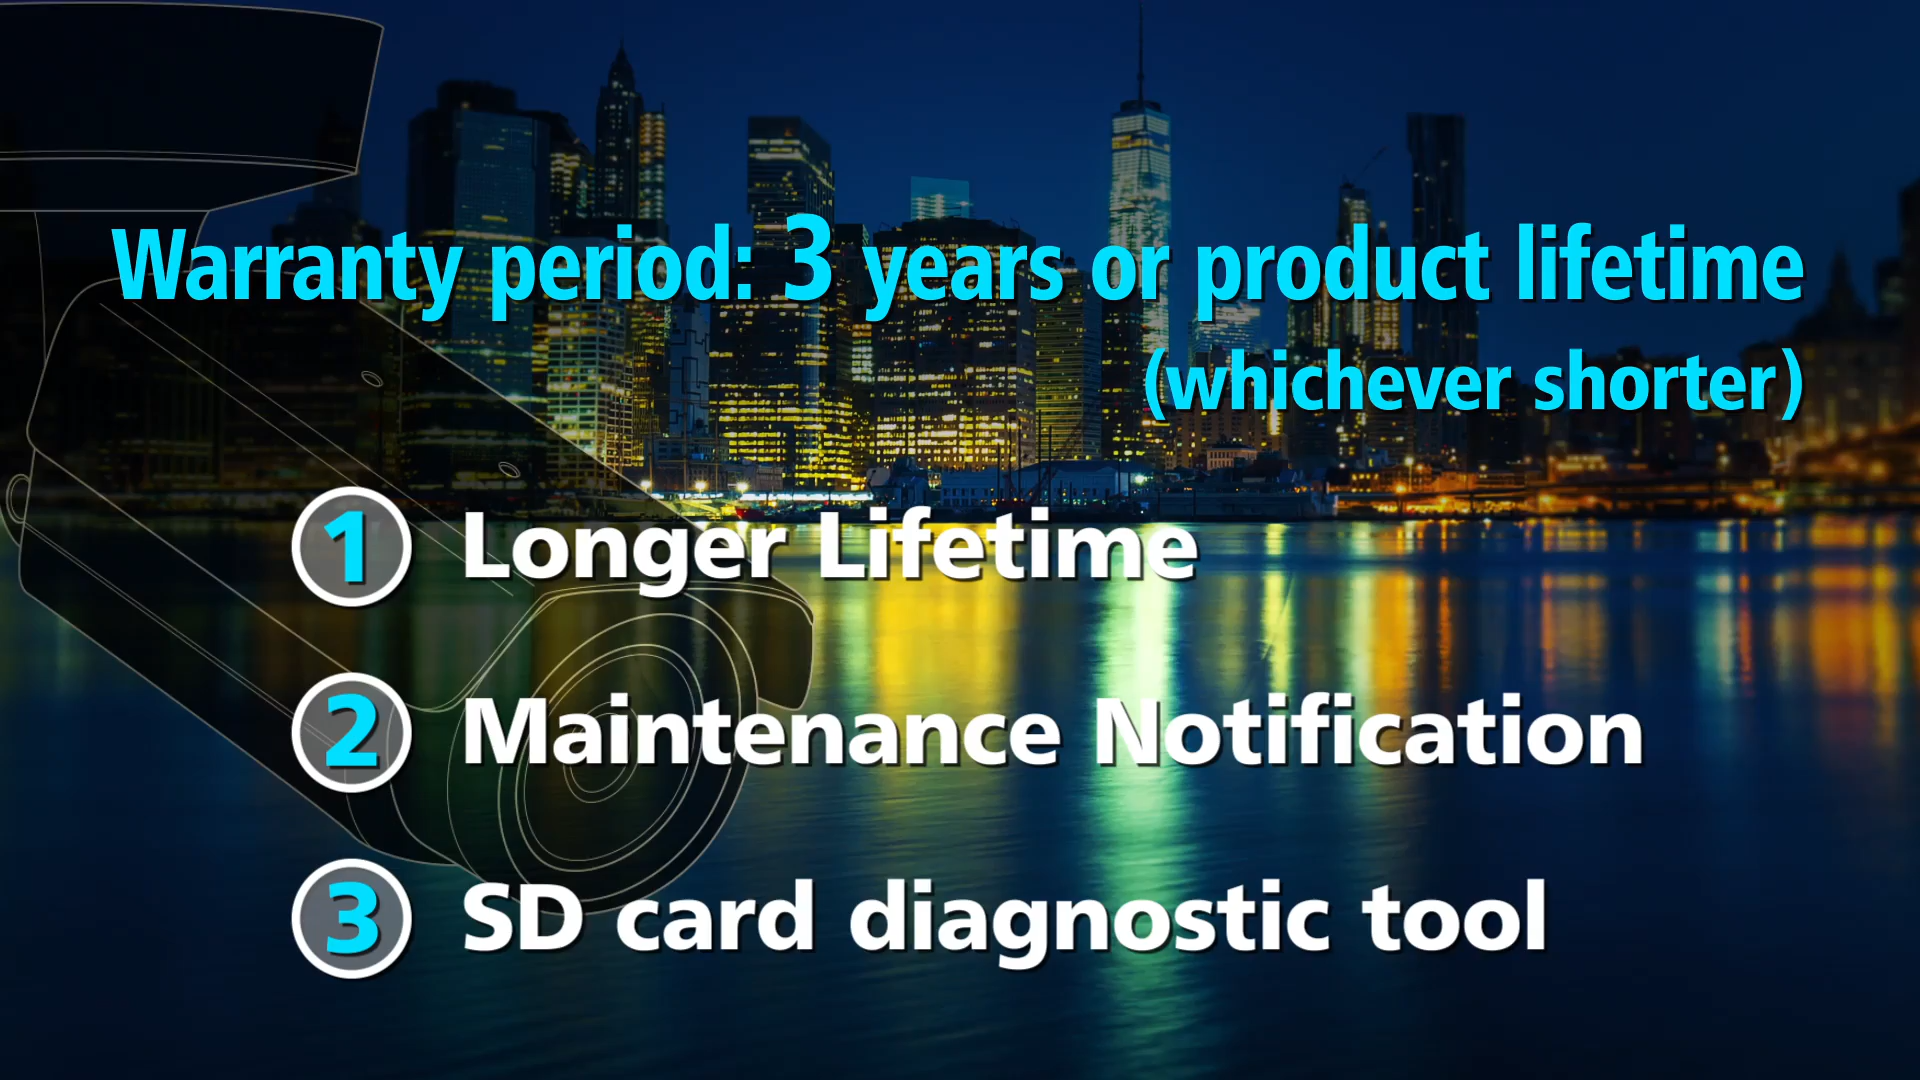 Warranty period: 3 years or product lifetime
(whichever shorter)
1 Longer Lifetime
2 Maintenance Notification
3 SD card diagnostic tool